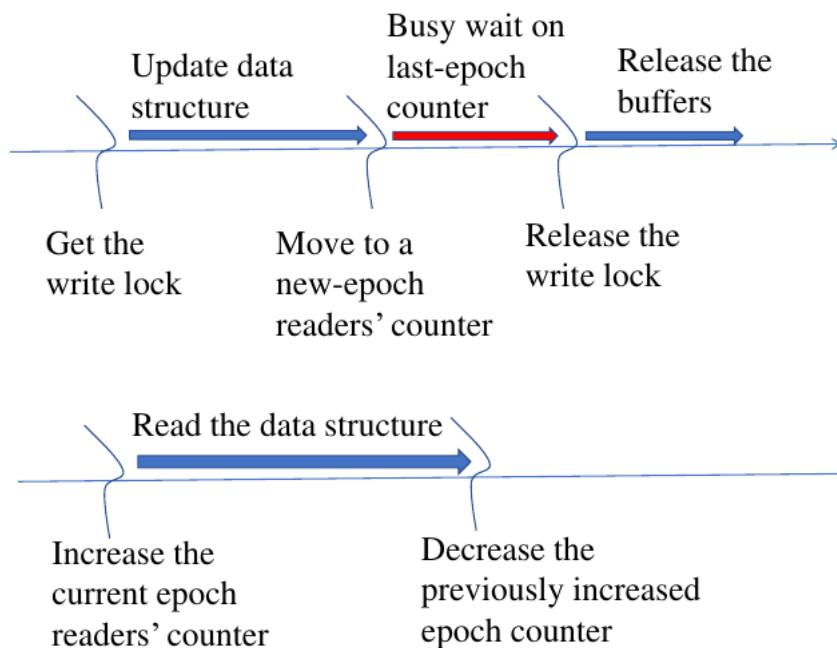 Update data
structure
Busy wait on
last-epoch
counter
Release the
buffers
Get the
write lock
Move to a
new-epoch
readers’ counter
Release the
write lock
Read the data structure
Increase the
current epoch
readers’ counter
Decrease the
previously increased
epoch counter